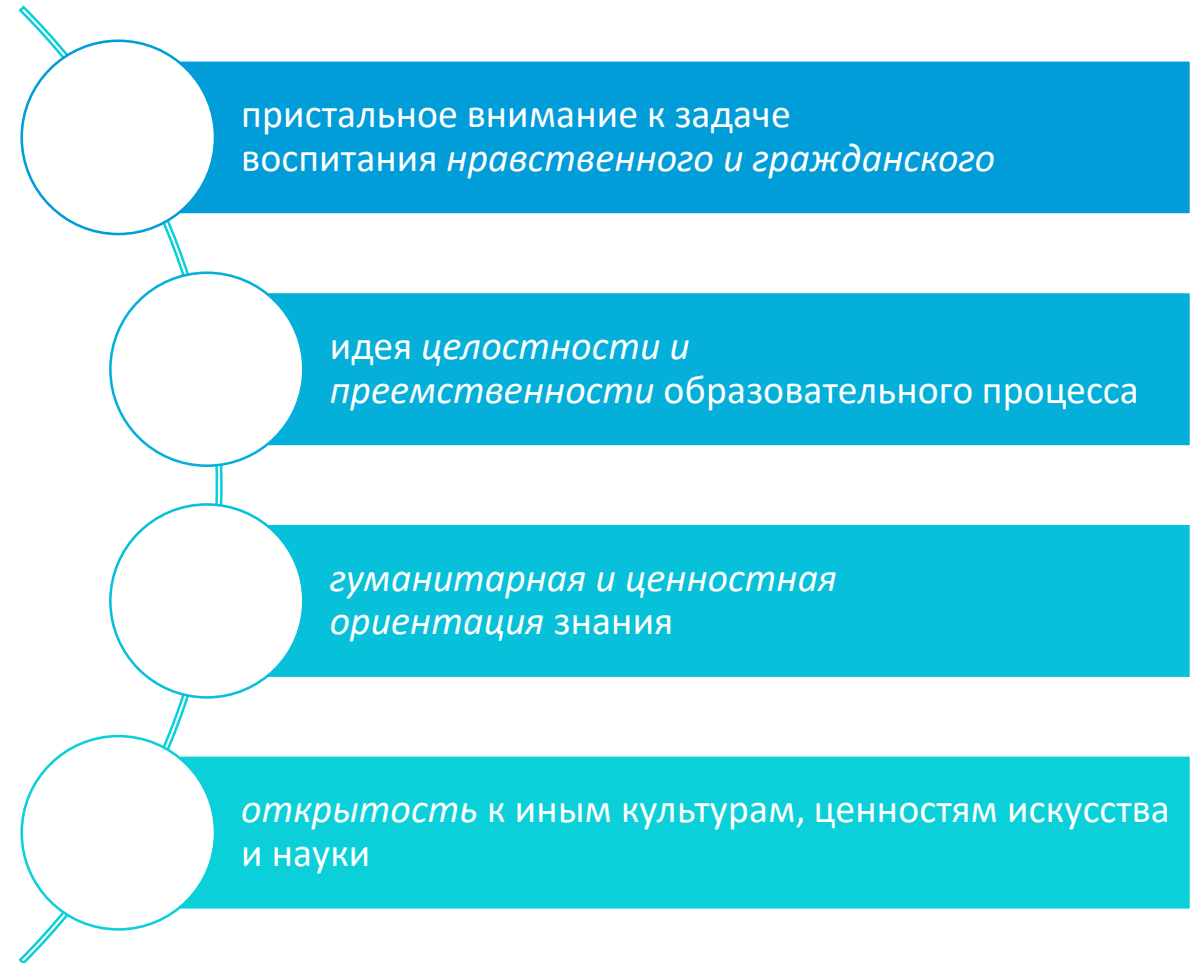 пристальное внимание к задаче
воспитания нравственного и гражданского
идея целостности и
преемственности образовательного процесса
гуманитарная и ценностная
ориентация знания
открытость к иным культурам, ценностям искусства
и науки